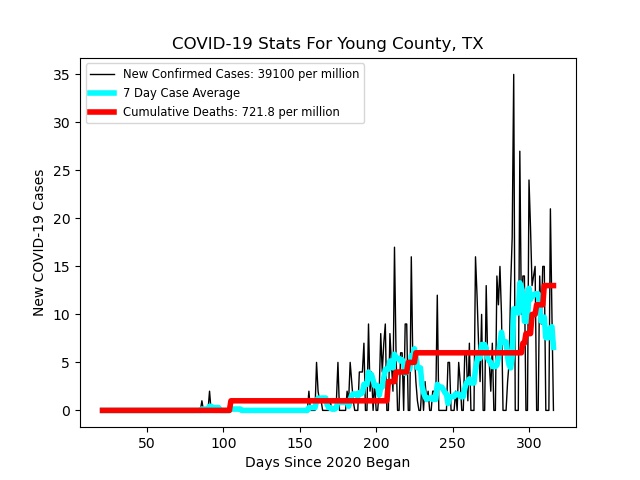 COVID-19 Stats For Young County, TX
New Confirmed Cases: 39100 per million
7 Day Case Average
Cumulative Deaths: 721.8 per million
New COVID-19 Cases
35
30
25
20
15
10
5
0
50 100 150 200 250 300
Days Since 2020 Began